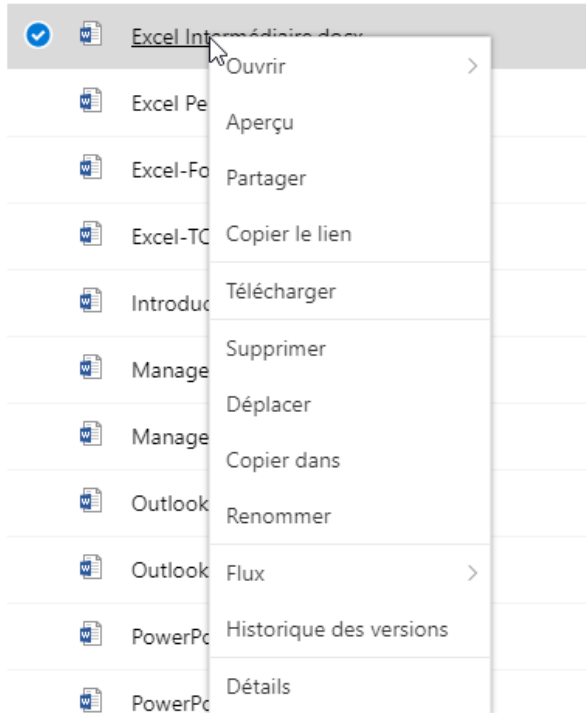 Excel Intermédiaire.docx
Ouvrir
Excel Pe
Aperçu
Excel-Fo
Partager
Excel-TC
Copier le lien
Introduc
Télécharger
Supprimer
Manage
Déplacer
Manage
Copier dans
Outlook
Renommer
Outlook
Flux
PowerPo
Historique des versions
PowerPo
Détails